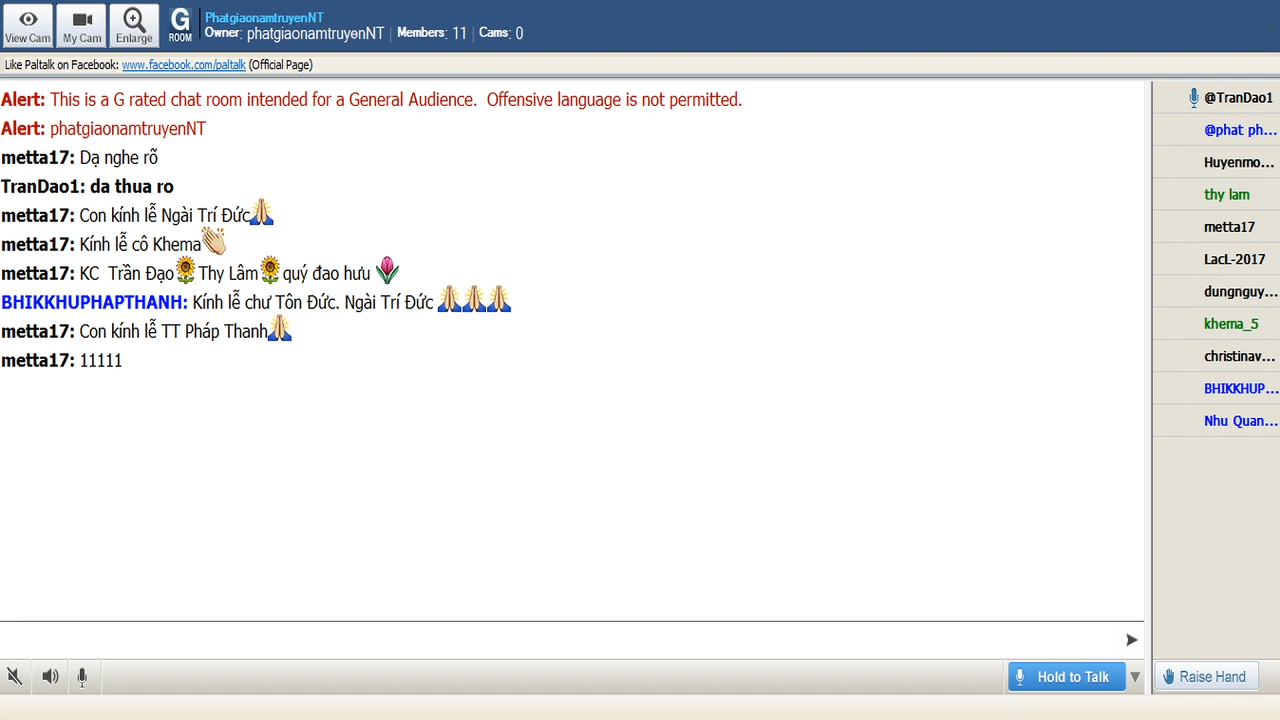 View Cam
My Cam
Enlarge
G
ROOM
PhatgiaonamtruyenNT
Owner: phatgiaonamtruyenNT | Members: 11 | Cams: 0
Like Paltalk on Facebook: www.facebook.com/paltalk (Official Page)
Alert: This is a G rated chat room intended for a General Audience. Offensive language is not permitted.
Alert: phatgiaonamtruyenNT
metta17: Dạ nghe rõ
TranDao1: da thua ro
metta17: Con kính lễ Ngài Trí Đức🙏
metta17: Kính lễ cô Khema👏
metta17: KC Trần Đạo🌻Thy Lâm🌻quý đao hưu 🌷
BHIKKHUPHAPTHANH: Kính lễ chư Tôn Đức. Ngài Trí Đức 🙏🙏🙏
metta17: Con kính lễ TT Pháp Thanh🙏
metta17: 11111
@TranDao1
@phat ph...
Huyenmo...
thy lam
metta17
LacL-2017
dungnguy...
khema_5
christinav...
BHIKKHUP...
Nhu Quan...
Hold to Talk
Raise Hand